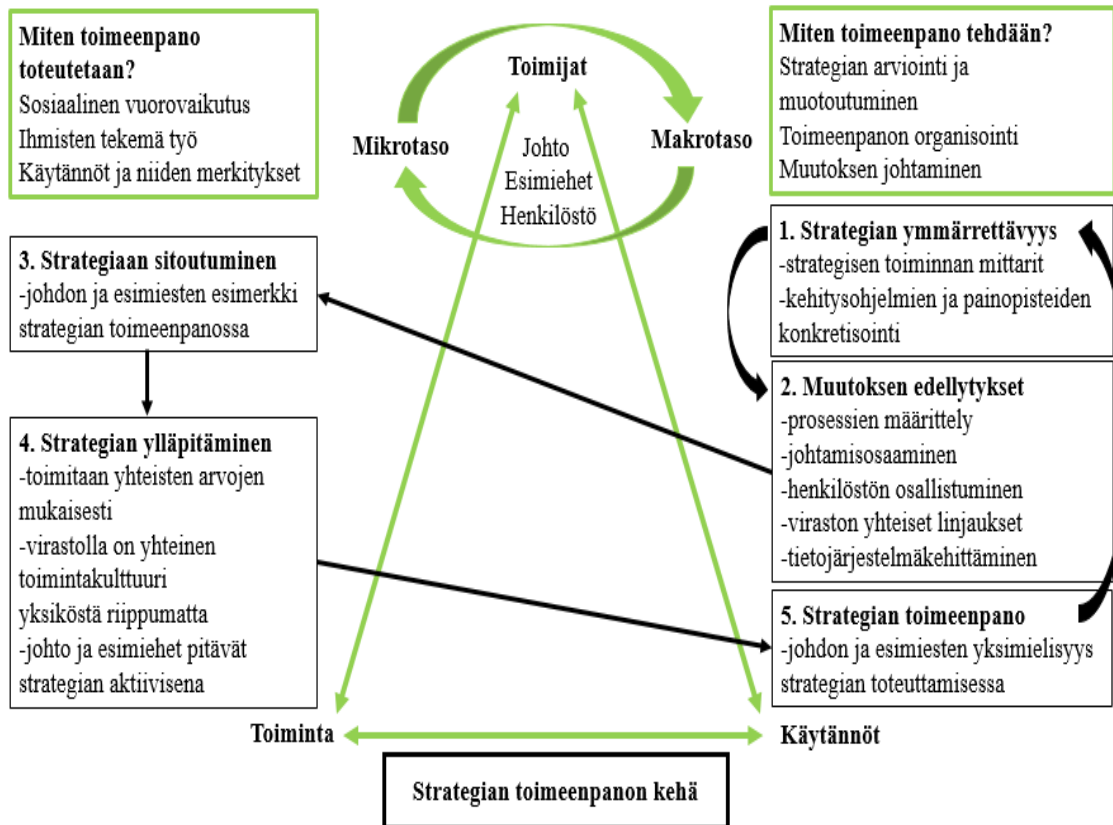 Miten toimeenpano
toteutetaan?
Sosiaalinen vuorovaikutus
Ihmisten tekemä työ
Käytännöt ja niiden merkitykset
Toimijat
Mikrotaso
Makrotaso
Johto
Esimiehet
Henkilöstö
Miten toimeenpano tehdään?
Strategian arviointi ja
muotoutuminen
Toimeenpanon organisointi
Muutoksen johtaminen
1. Strategian ymmärrettävyys
-strategisen toiminnan mittarit
-kehitysohjelmien ja painopisteiden
konkretisointi
2. Muutoksen edellytykset
-prosessien määrittely
-johtamisosaaminen
-henkilöstön osallistuminen
-viraston yhteiset linjaukset
-tietojärjestelmäkehittäminen
3. Strategiaan sitoutuminen
-johdon ja esimiesten esimerkki
strategian toimeenpanossa
4. Strategian ylläpitäminen
-toimitaan yhteisten arvojen
mukaisesti
-virastolla on yhteinen
toimintakulttuuri
yksiköstä riippumatta
-johto ja esimiehet pitävät
strategian aktiivisena
5. Strategian toimeenpano
-johdon ja esimiesten yksimielisyys
strategian toteuttamisessa
Toiminta
Käytännöt
Strategian toimeenpanon kehä